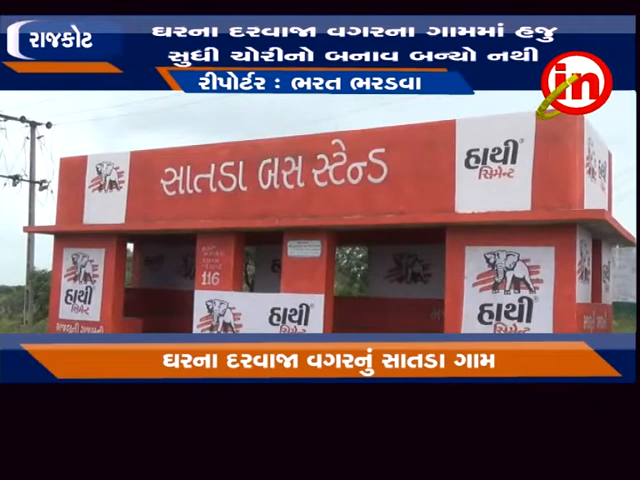 રાજકોટ
ઘરના દરવાજા વગરના ગામમાં હજુ
સુધી ચોરીનો બનાવ બન્યો નથી
રીપોર્ટર : ભરત ભરડવા
in
સાતડા બસ સ્ટેન્ડ
હાથી
સિમેન્ટ
116
હાથી
સિમેન્ટ
હાથી
સિમેન્ટ
હાથી
સિમેન્ટ
ઘરના દરવાજા વગરનું સાતડા ગામ